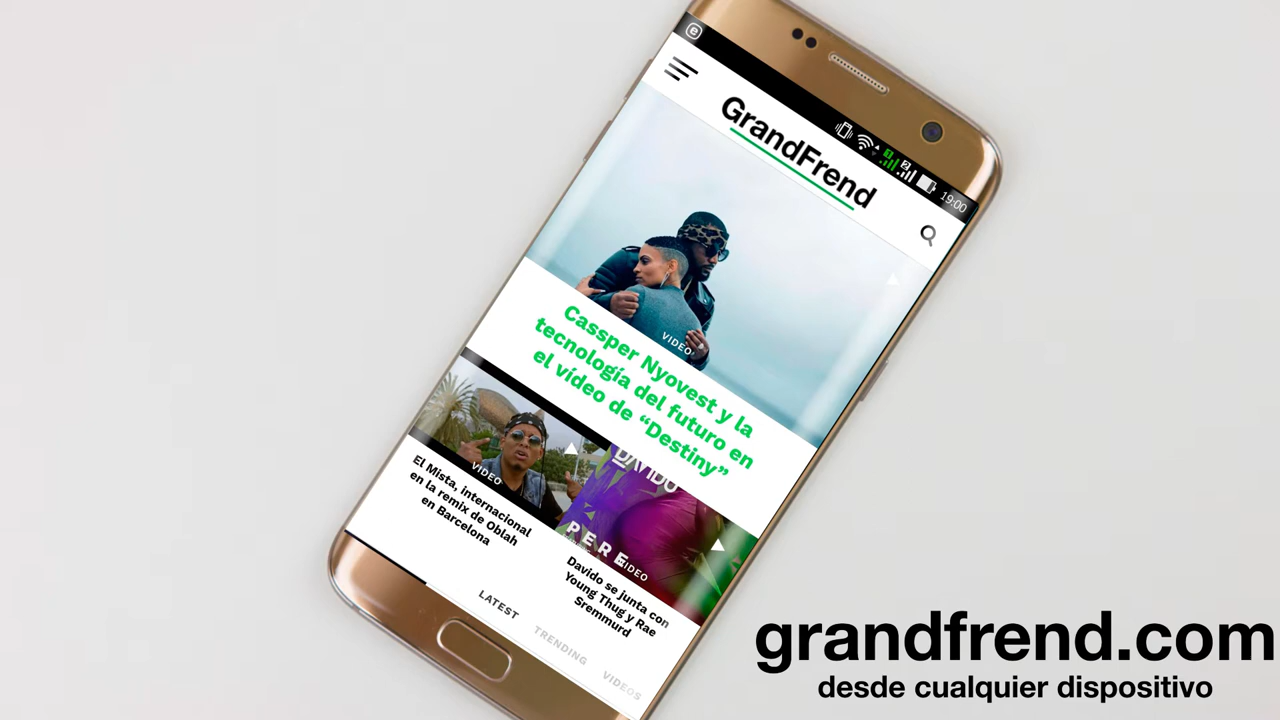 19:00
GrandFrend
VIDEO
Cassper Nyovest y la
tecnología del futuro en
el vídeo de “Destiny”
VIDEO
El Mista, internacional
en la remix de Oblah
en Barcelona
DAVIDO
PERE
VIDEO
Davido se junta con
Young Thug y Rae
Sremmurd
LATEST
TRENDING
VIDEOS
grandfrend.com
desde cualquier dispositivo